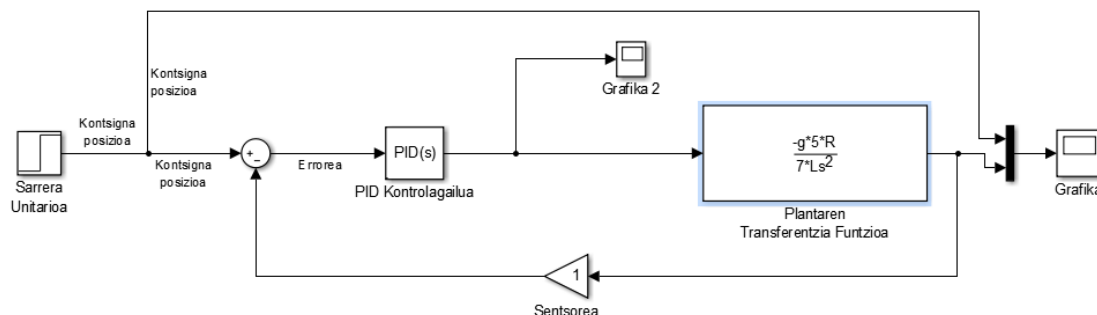 Kontsigna
posizioa
Grafika 2
Kontsigna
posizioa
-g*5*R
7*Ls2
+
−
PID(s)
Kontsigna
posizioa
Errorea
Sarrera
Unitarioa
PID Kontrolagailua
Grafika
Plantaren
Transferentzia Funtzioa
1
Sentsorea